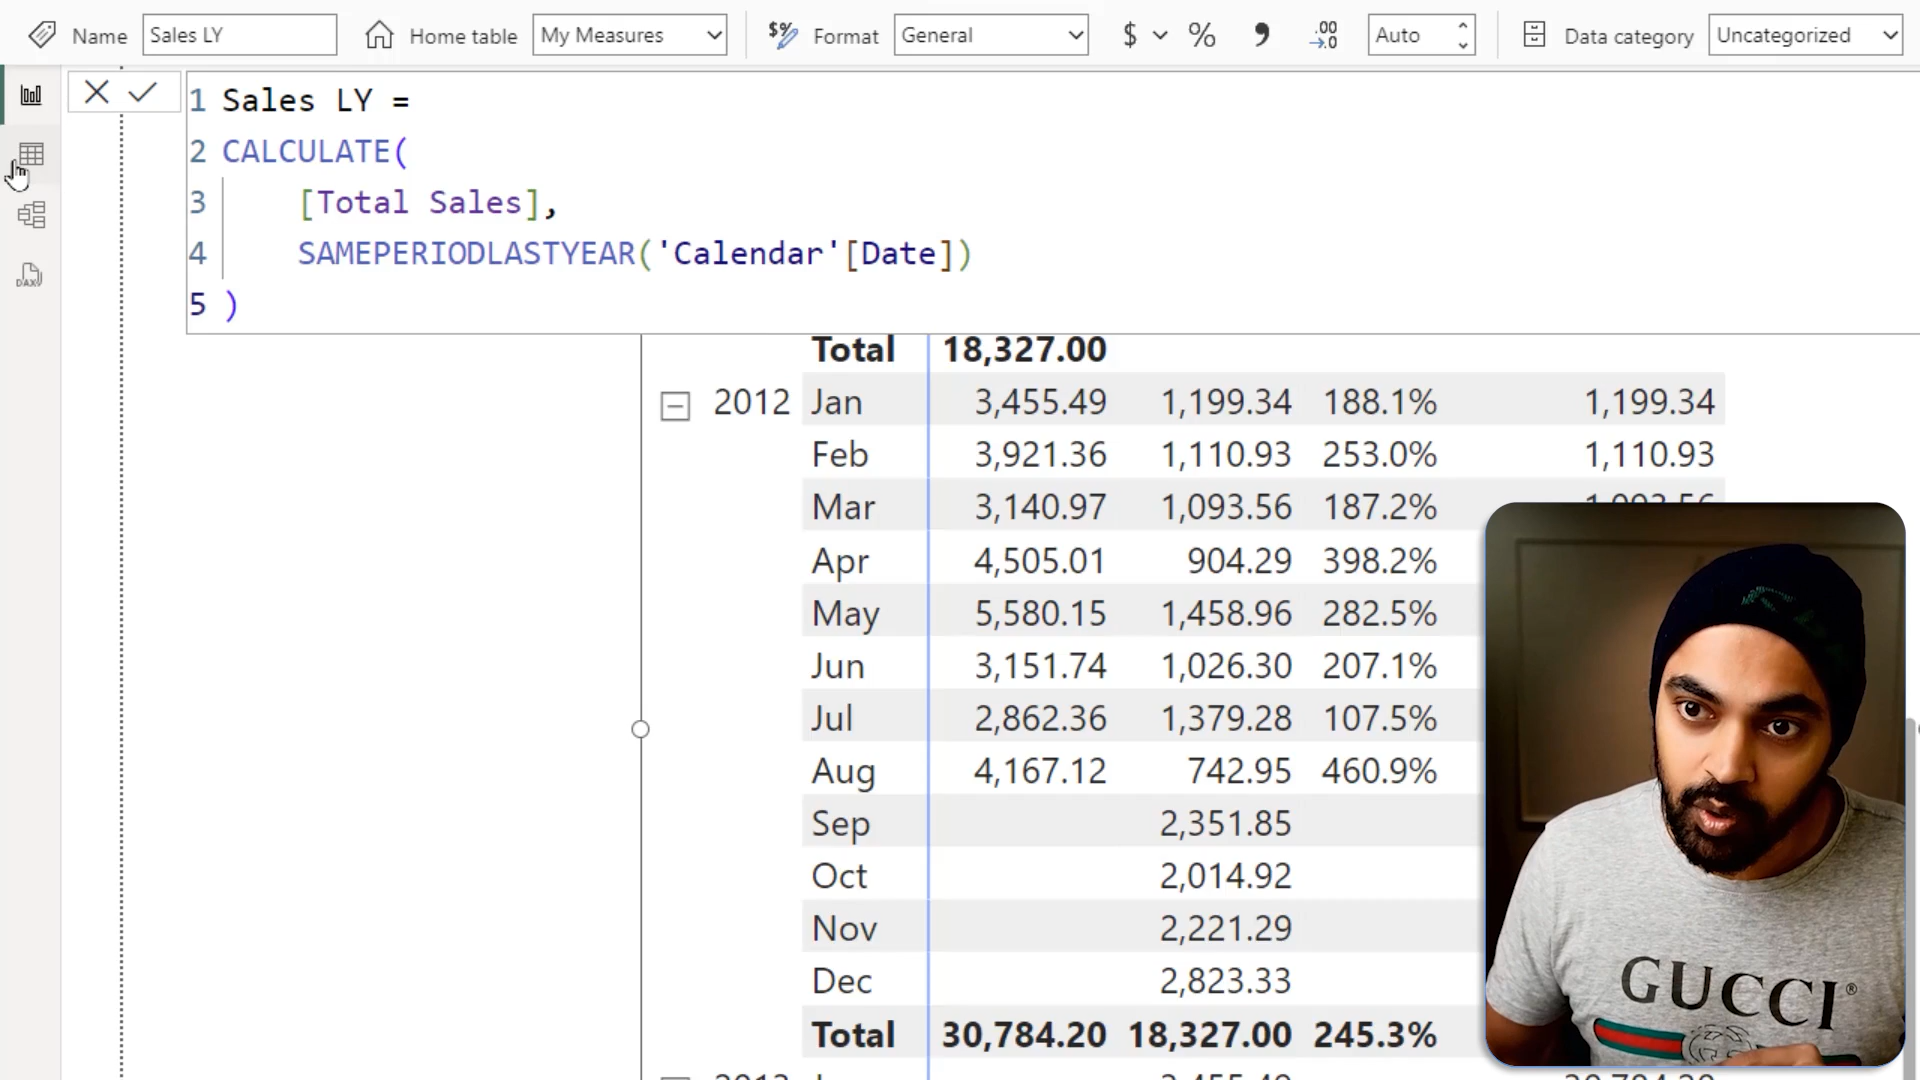 Name Sales LY Home table My Measures Format General $ % , .00 →.0 Auto Data category Uncategorized
1 Sales LY =
2 CALCULATE(
3 [Total Sales],
4 SAMEPERIODLASTYEAR('Calendar'[Date])
5 )
DAX
Total 18,327.00
2012 Jan 3,455.49 1,199.34 188.1% 1,199.34
Feb 3,921.36 1,110.93 253.0% 1,110.93
Mar 3,140.97 1,093.56 187.2% 1,093.56
Apr 4,505.01 904.29 398.2%
May 5,580.15 1,458.96 282.5%
Jun 3,151.74 1,026.30 207.1%
Jul 2,862.36 1,379.28 107.5%
Aug 4,167.12 742.95 460.9%
Sep 2,351.85
Oct 2,014.92
Nov 2,221.29
Dec 2,823.33
Total 30,784.20 18,327.00 245.3%
GUCCI®